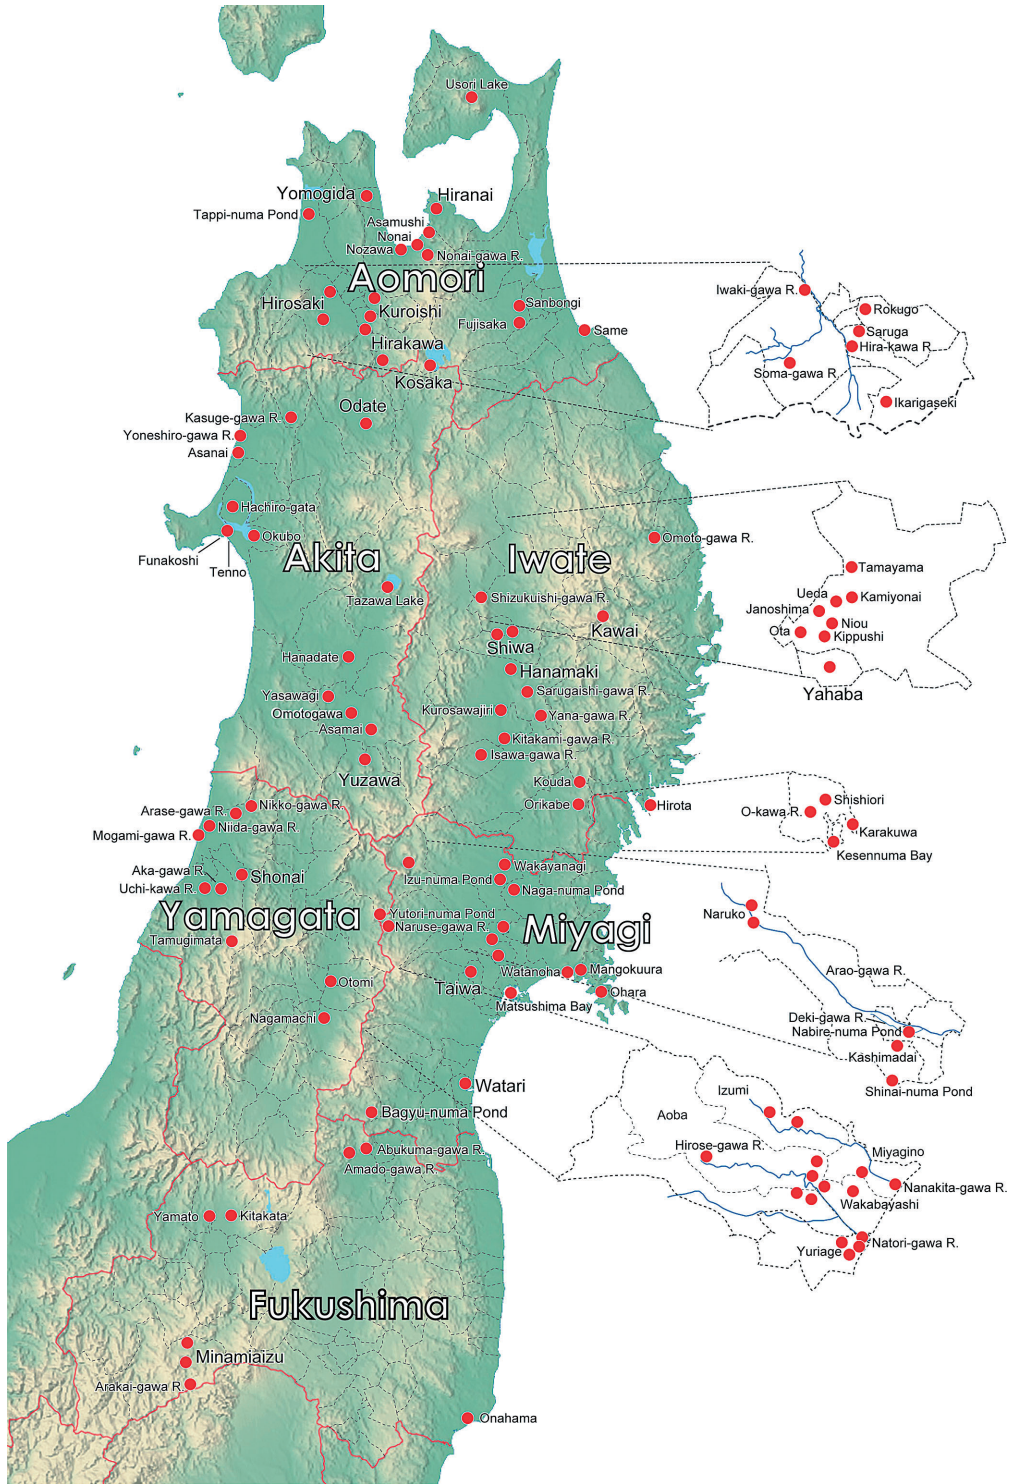 Usori Lake
Yomogida
Hiranai
Tappi-numa Pond
Asamushi
Nonai
Nozawa
Nonai-gawa R.
Aomori
Hirosaki
Kuroishi
Sanbongi
Fujisaka
Same
Hirakawa
Kosaka
Iwaki-gawa R.
Rokugo
Saruga
Hira-kawa R.
Soma-gawa R.
Ikarigaseki
Odate
Kasuge-gawa R.
Yoneshiro-gawa R.
Asanai
Hachiro-gata
Okubo
Funakoshi
Tenno
Akita
Iwate
Omoto-gawa R.
Tazawa Lake
Shizukuishi-gawa R.
Kawai
Shiwa
Tamayama
Ueda
Kamiyonai
Janoshima
Niou
Ota
Kippushi
Yahaba
Hanadate
Hanamaki
Yasawagi
Sarugaishi-gawa R.
Omotogawa
Kurosawajiri
Yana-gawa R.
Asamai
Kitakami-gawa R.
Isawa-gawa R.
Yuzawa
Kouda
Orikabe
Hirota
Shishiori
O-kawa R.
Karakuwa
Kesennuma Bay
Nikko-gawa R.
Arase-gawa R.
Niida-gawa R.
Mogami-gawa R.
Aka-gawa R.
Shonai
Uchi-kawa R.
Wakayanagi
Izu-numa Pond
Naga-numa Pond
Yamagata
Yutori-numa Pond
Naruse-gawa R.
Miyagi
Tamugimata
Naruko
Arao-gawa R.
Deki-gawa R.
Nabire-numa Pond
Kashimadai
Shinai-numa Pond
Otomi
Taiwa
Watanoha
Mangokuura
Ohara
Matsushima Bay
Nagamachi
Watari
Bagyu-numa Pond
Abukuma-gawa R.
Amado-gawa R.
Izumi
Aoba
Hirose-gawa R.
Miyagino
Nanakita-gawa R.
Wakabayashi
Natori-gawa R.
Yuriage
Yamato
Kitakata
Fukushima
Minamiaizu
Arakai-gawa R.
Onahama